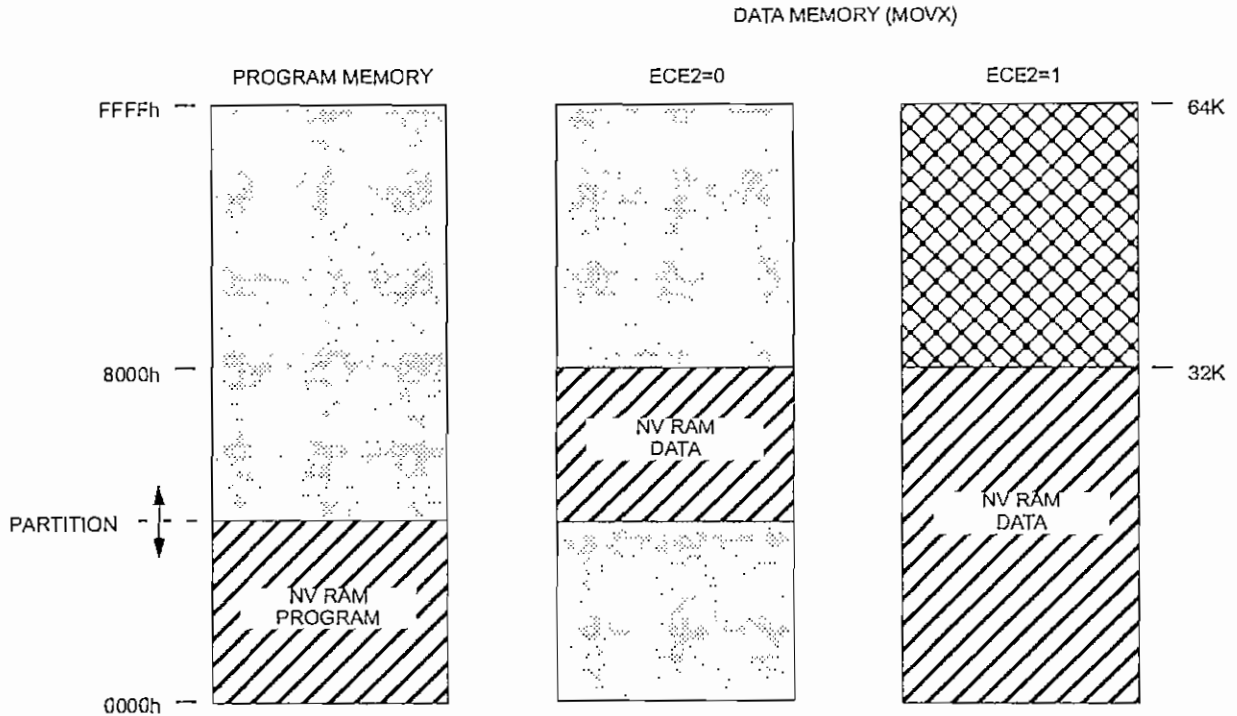 DATA MEMORY (MOVX)
PROGRAM MEMORY
ECE2=0
ECE2=1
FFFFh
64K
8000h
32K
NV RAM
DATA
NV RAM
DATA
PARTITION
NV RAM
PROGRAM
0000h